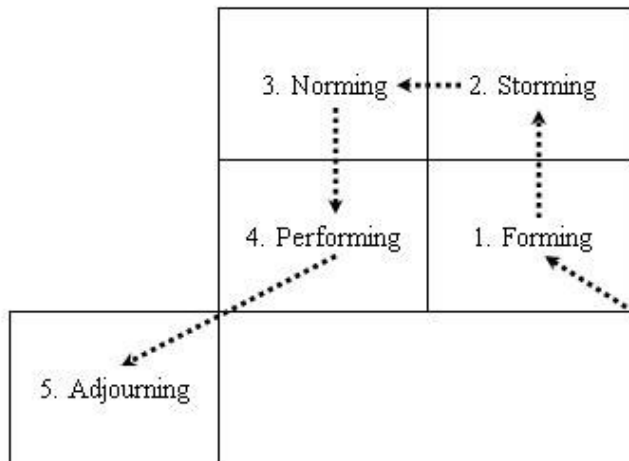 3. Norming
2. Storming
4. Performing
1. Forming
5. Adjourning